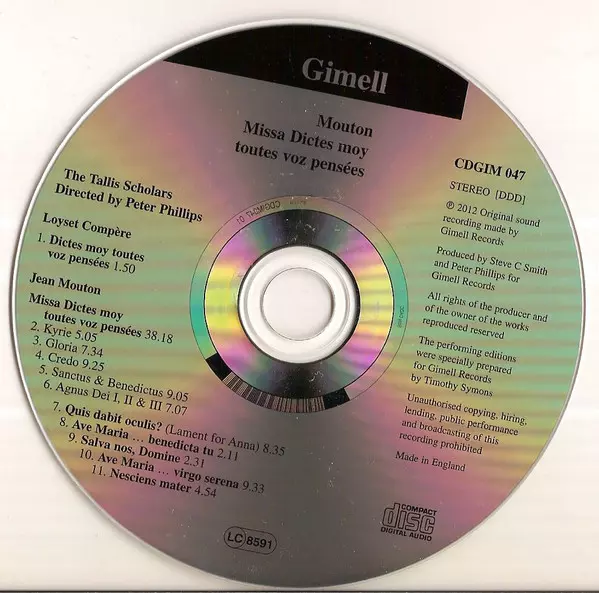 Gimell
Mouton
Missa Dictes moy
toutes voz pensées
The Tallis Scholars
Directed by Peter Phillips
Loyset Compère
1. Dictes moy toutes
voz pensées 1.50
Jean Mouton
Missa Dictes moy
toutes voz pensées 38.18
2. Kyrie 5.05
3. Gloria 7.34
4. Credo 9.25
5. Sanctus & Benedictus 9.05
6. Agnus Dei I, II & III 7.07
7. Quis dabit oculis? (Lament for Anna) 8.35
8. Ave Maria ... benedicta tu 2.11
9. Salva nos, Domine 2.31
10. Ave Maria ... virgo serena 9.33
11. Nesciens mater 4.54
CDGIM 047
STEREO [DDD]
℗ 2012 Original sound
recording made by
Gimell Records
Produced by Steve C Smith
and Peter Phillips for
Gimell Records
All rights of the producer and
of the owner of the works
reproduced reserved
The performing editions
were specially prepared
for Gimell Records
by Timothy Symons
Unauthorised copying, hiring,
lending, public performance
and broadcasting of this
recording prohibited
Made in England
LC 8591
COMPACT
disc
DIGITAL AUDIO